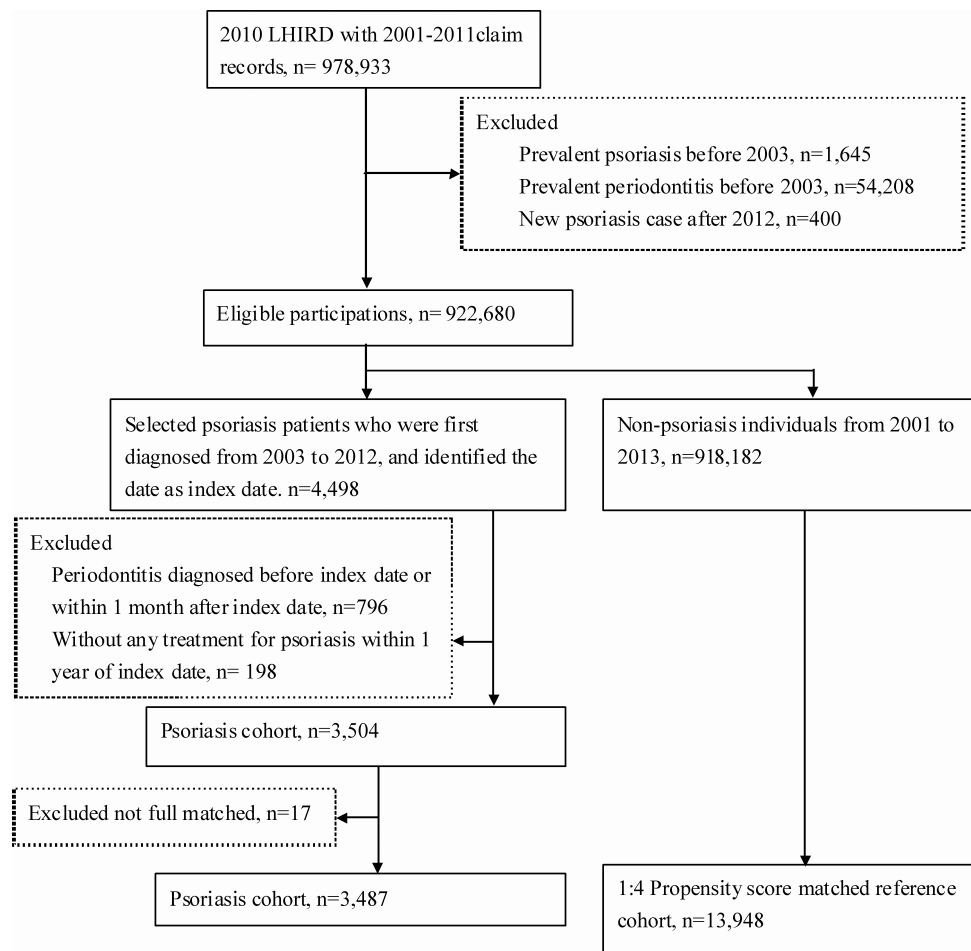 2010 LHIRD with 2001-2011claim
records, n= 978,933
Excluded
Prevalent psoriasis before 2003, n=1,645
Prevalent periodontitis before 2003, n=54,208
New psoriasis case after 2012, n=400
Eligible participations, n= 922,680
Selected psoriasis patients who were first
diagnosed from 2003 to 2012, and identified the
date as index date. n=4,498
Non-psoriasis individuals from 2001 to
2013, n=918,182
Excluded
Periodontitis diagnosed before index date or
within 1 month after index date, n=796
Without any treatment for psoriasis within 1
year of index date, n= 198
Psoriasis cohort, n=3,504
Excluded not full matched, n=17
Psoriasis cohort, n=3,487
1:4 Propensity score matched reference
cohort, n=13,948